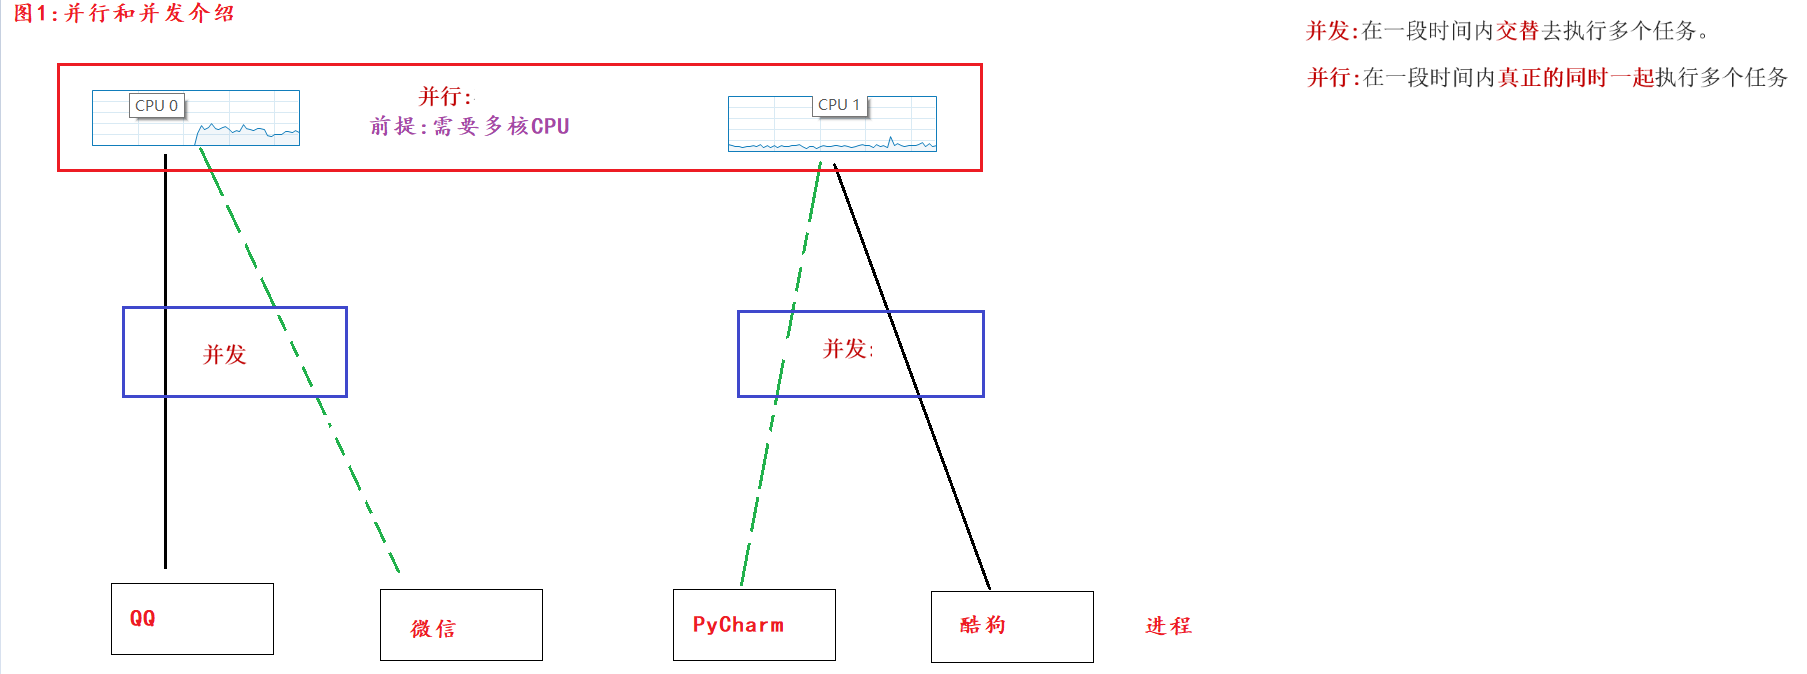 图1:并行和并发介绍
并发:在一段时间内交替去执行多个任务。
并行:在一段时间内真正的同时一起执行多个任务
CPU 0
并行:
前提:需要多核CPU
CPU 1
并发
并发:
QQ
微信
PyCharm
酷狗
进程